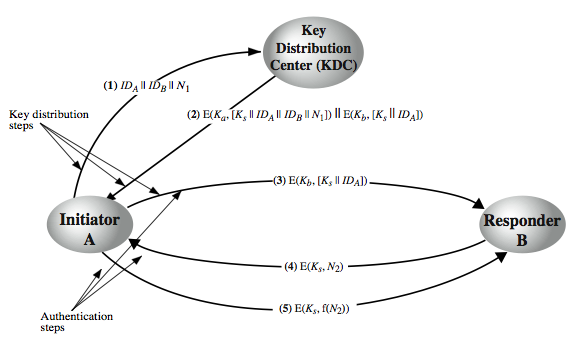 Key
Distribution
Center (KDC)
(1) ID_A || ID_B || N_1
Key distribution
steps
(2) E(K_a, [K_s || ID_A || ID_B || N_1]) || E(K_b, [K_s || ID_A])
(3) E(K_b, [K_s || ID_A])
Initiator
A
Responder
B
(4) E(K_s, N_2)
(5) E(K_s, f(N_2))
Authentication
steps